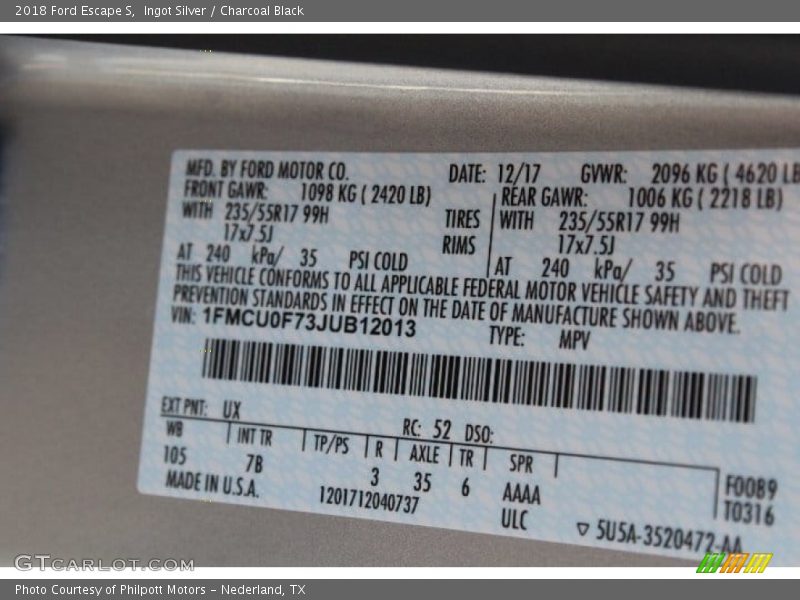 2018 Ford Escape S,  Ingot Silver / Charcoal Black
MFD. BY FORD MOTOR CO. DATE: 12/17 GVWR: 2096 KG ( 4620 LB
FRONT GAWR: 1098 KG ( 2420 LB) REAR GAWR: 1006 KG ( 2218 LB)
WITH 235/55R17 99H TIRES WITH 235/55R17 99H
17x7.5J RIMS 17x7.5J
AT 240 kPa/ 35 PSI COLD AT 240 kPa/ 35 PSI COLD
THIS VEHICLE CONFORMS TO ALL APPLICABLE FEDERAL MOTOR VEHICLE SAFETY AND THEFT
PREVENTION STANDARDS IN EFFECT ON THE DATE OF MANUFACTURE SHOWN ABOVE.
VIN: 1FMCU0F73JUB12013 TYPE: MPV
EXT PNT: UX RC: 52 DSO:
WB INT TR TP/PS R AXLE TR SPR
105 7B 3 35 6 AAAA F0089
MADE IN U.S.A. 1201712040737 ULC T0316
▽ 5U5A-3520472-AA
GTCARLOT.COM
Photo Courtesy of Philpott Motors - Nederland, TX